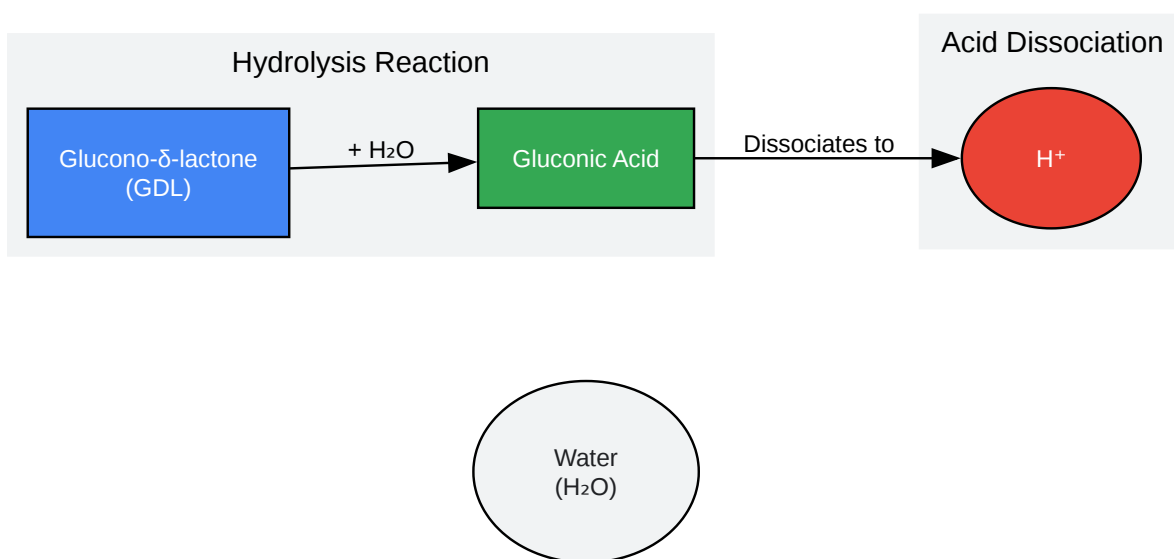 Hydrolysis Reaction
Acid Dissociation
Glucono-δ-lactone
(GDL)
+ H₂O
Gluconic Acid
Dissociates to
H⁺
Water
(H₂O)